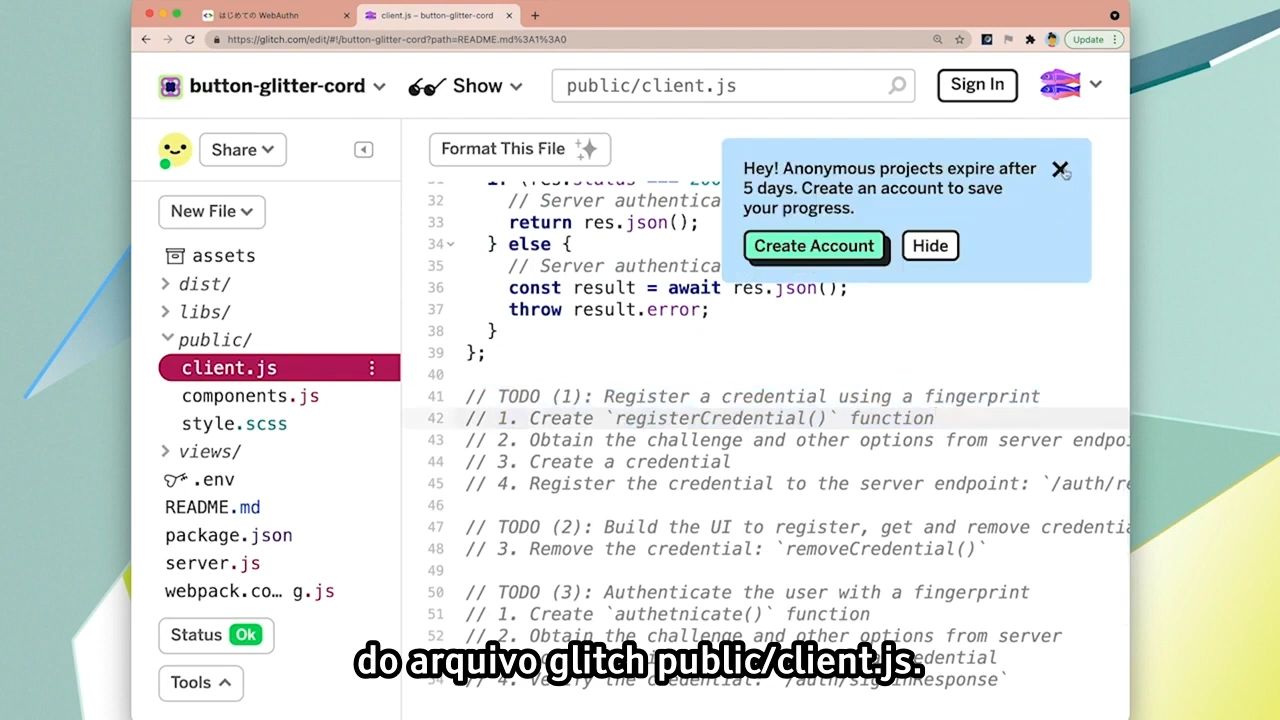 はじめての WebAuthn
client.js – button-glitter-cord
https://glitch.com/edit/#!/button-glitter-cord?path=README.md%3A1%3A0
Update
button-glitter-cord
Show
public/client.js
Sign In
Share
Format This File
Hey! Anonymous projects expire after
5 days. Create an account to save
your progress.
Create Account
Hide
New File
assets
dist/
libs/
public/
client.js
components.js
style.scss
views/
.env
README.md
package.json
server.js
webpack.co… g.js
Status Ok
Tools
32 // Server authentica
33 return res.json();
34 } else {
35 // Server authentica
36 const result = await res.json();
37 throw result.error;
38 }
39 };
40
41 // TODO (1): Register a credential using a fingerprint
42 // 1. Create `registerCredential()` function
43 // 2. Obtain the challenge and other options from server endpoi
44 // 3. Create a credential
45 // 4. Register the credential to the server endpoint: `/auth/re
46
47 // TODO (2): Build the UI to register, get and remove credentia
48 // 3. Remove the credential: `removeCredential()`
49
50 // TODO (3): Authenticate the user with a fingerprint
51 // 1. Create `authetnicate()` function
52 // 2. Obtain the challenge and other options from server
do arquivo glitch public/client.js.